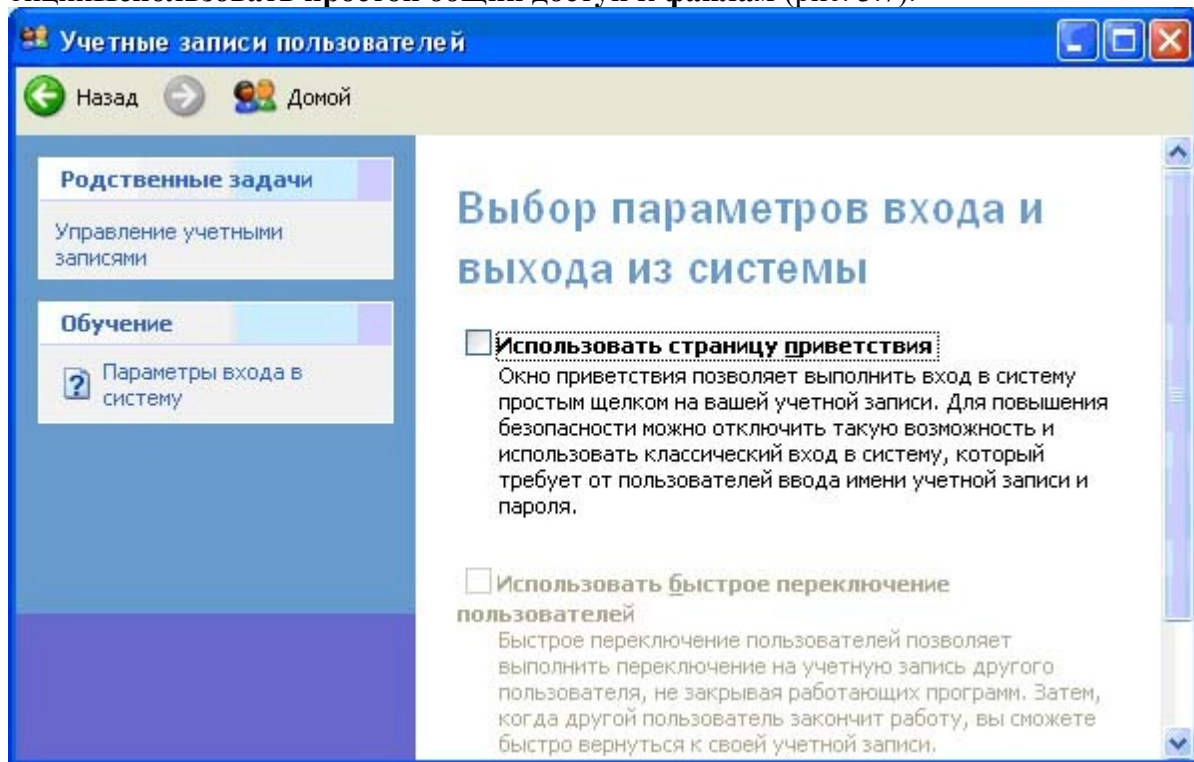 Учетные записи пользователей
Назад
Домой
Родственные задачи
Управление учетными
записями
Обучение
Параметры входа в
систему
Выбор параметров входа и
выхода из системы
Использовать страницу приветствия
Окно приветствия позволяет выполнить вход в систему
простым щелком на вашей учетной записи. Для повышения
безопасности можно отключить такую возможность и
использовать классический вход в систему, который
требует от пользователей ввода имени учетной записи и
пароля.
Использовать быстрое переключение
пользователей
Быстрое переключение пользователей позволяет
выполнить переключение на учетную запись другого
пользователя, не закрывая работающих программ. Затем,
когда другой пользователь закончит работу, вы сможете
быстро вернуться к своей учетной записи.